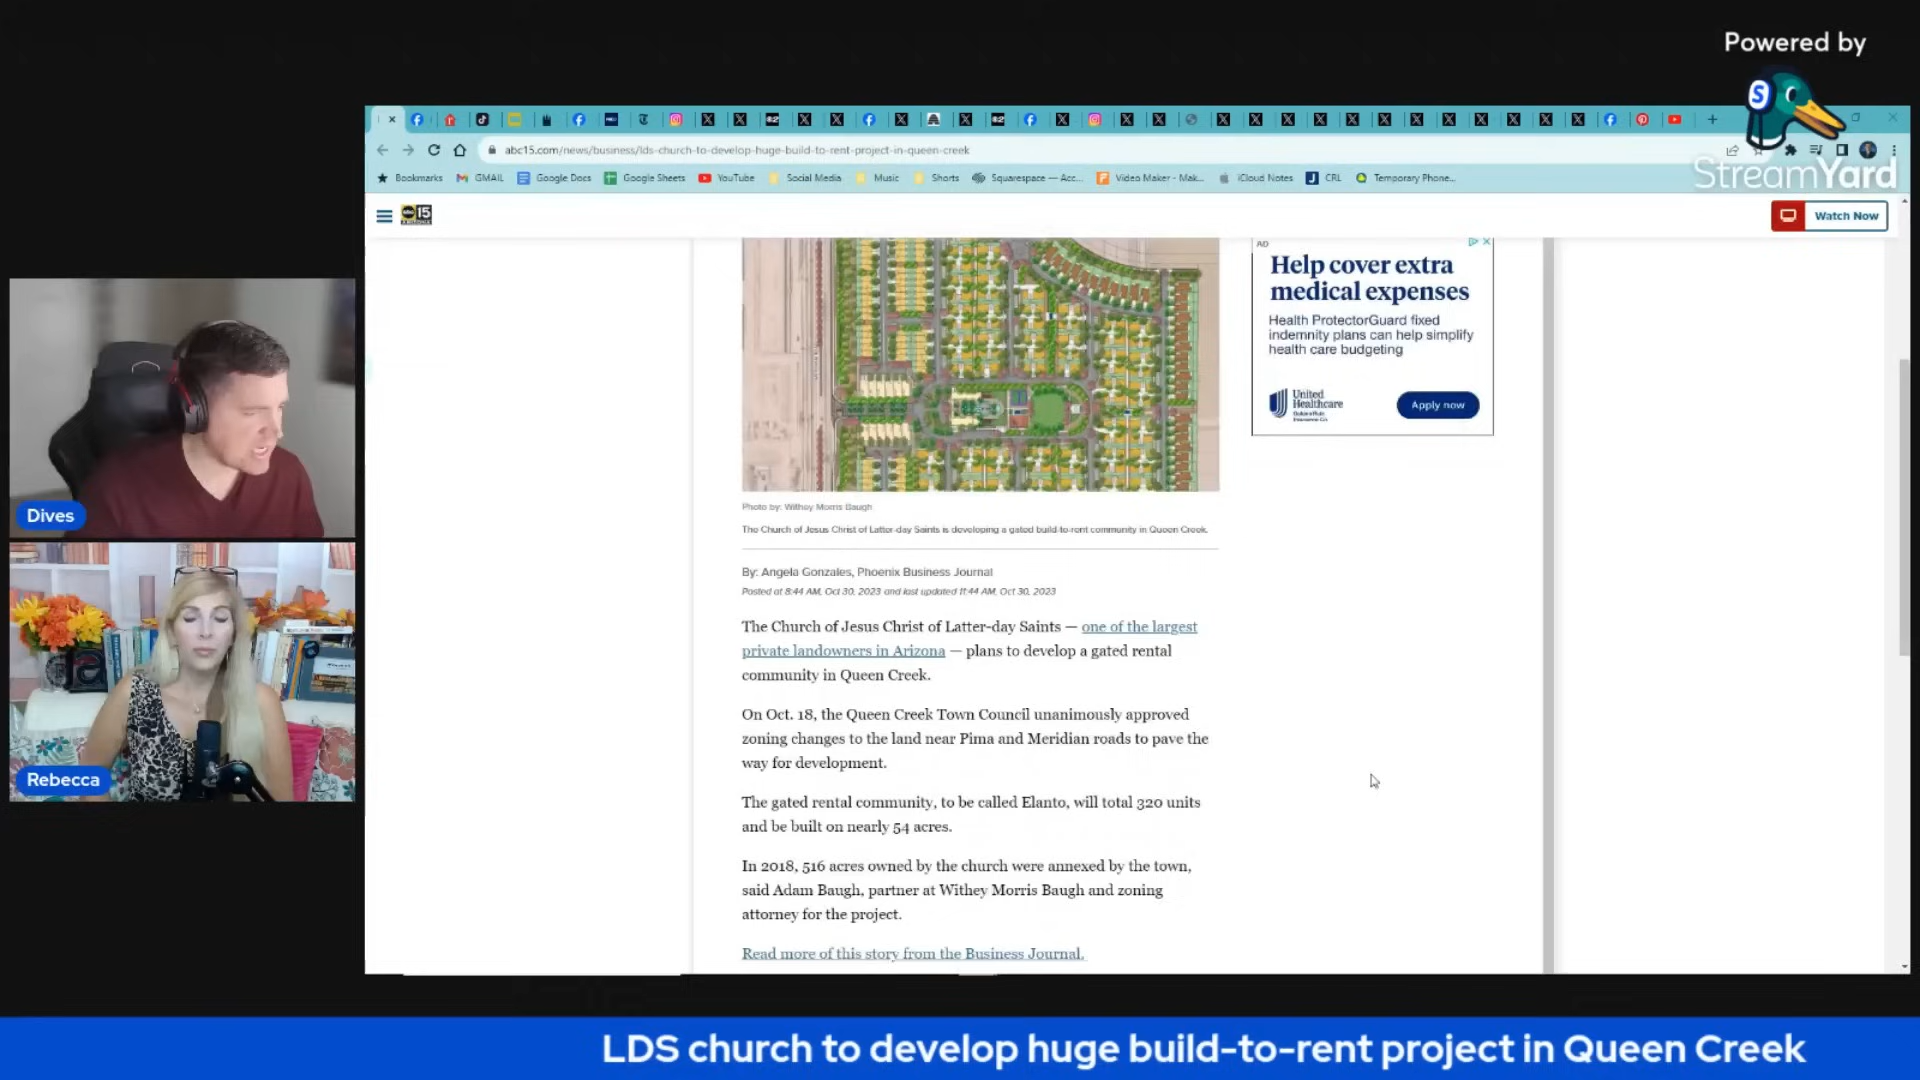 Powered by
StreamYard
abc15.com/news/business/lds-church-to-develop-huge-build-to-rent-project-in-queen-creek
Bookmarks GMAIL Google Docs Google Sheets YouTube Social Media Music Shorts Squarespace — Acc... Video Maker - Mak... iCloud Notes CRL Temporary Phone...
abc 15
Watch Now
AD
Help cover extra
medical expenses
Health ProtectorGuard fixed
indemnity plans can help simplify
health care budgeting
United
Healthcare
Apply now
Photo by: Withey Morris Baugh
The Church of Jesus Christ of Latter-day Saints is developing a gated build-to-rent community in Queen Creek.
By: Angela Gonzales, Phoenix Business Journal
Posted at 8:44 AM, Oct 30, 2023 and last updated 11:44 AM, Oct 30, 2023
The Church of Jesus Christ of Latter-day Saints — one of the largest
private landowners in Arizona — plans to develop a gated rental
community in Queen Creek.
On Oct. 18, the Queen Creek Town Council unanimously approved
zoning changes to the land near Pima and Meridian roads to pave the
way for development.
The gated rental community, to be called Elanto, will total 320 units
and be built on nearly 54 acres.
In 2018, 516 acres owned by the church were annexed by the town,
said Adam Baugh, partner at Withey Morris Baugh and zoning
attorney for the project.
Read more of this story from the Business Journal.
Dives
Rebecca
LDS church to develop huge build-to-rent project in Queen Creek